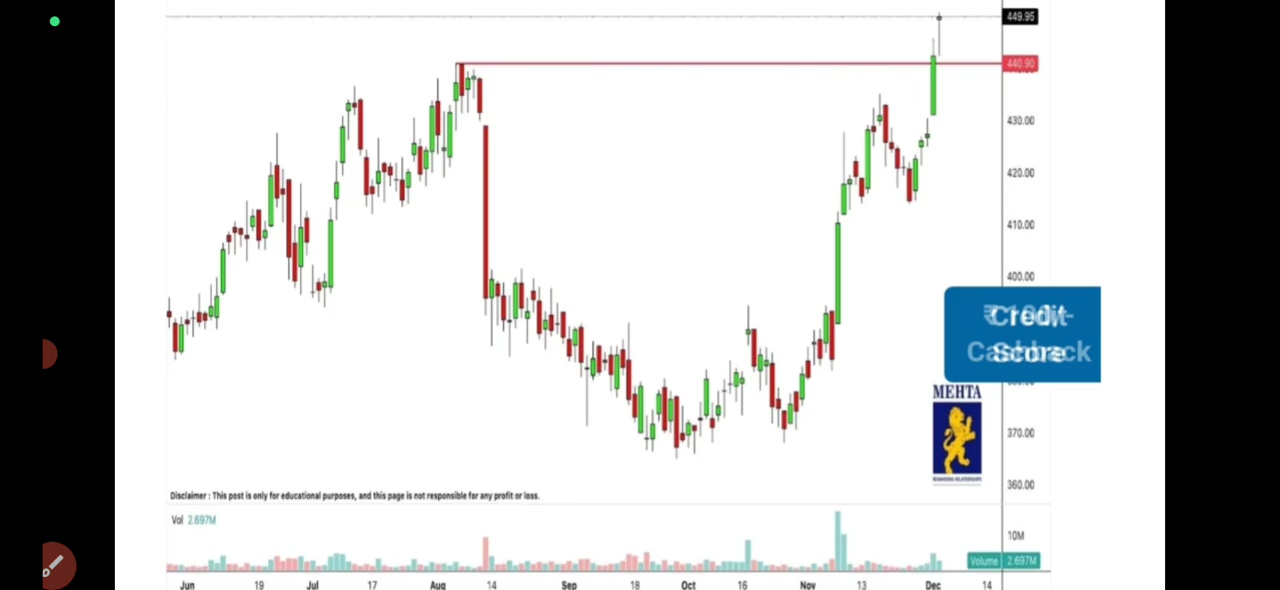 449.95
440.90
430.00
420.00
410.00
400.00
Credit
Score
MEHTA
370.00
360.00
Disclaimer : This post is only for educational purposes, and this page is not responsible for any profit or loss.
Vol 2.697M
10M
Volume 2.697M
Jun 19 Jul 17 Aug 14 Sep 18 Oct 16 Nov 13 Dec 14